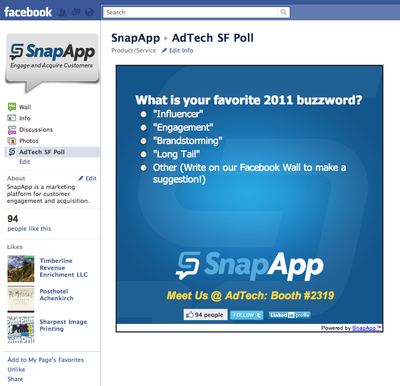 facebook
Search
SnapApp
Engage and Acquire Customers
Wall
Info
Discussions
Photos
AdTech SF Poll
Edit
About
Edit
SnapApp is a marketing
platform for customer
engagement and acquisition.
94
people like this
Likes
Timberline
Revenue
Enrichment LLC
Posthotel
Achenkirch
Sharpest Image
Printing
Add to My Page's Favorites
Unlike
Share
SnapApp ▸ AdTech SF Poll
Product/Service
Edit Info
What is your favorite 2011 buzzword?
"Influencer"
"Engagement"
"Brandstorming"
"Long Tail"
Other (Write on our Facebook Wall to make a
suggestion!)
SnapApp
Meet Us @ AdTech: Booth #2319
94 people
FOLLOW
Linked in profile
Powered by SnapApp™